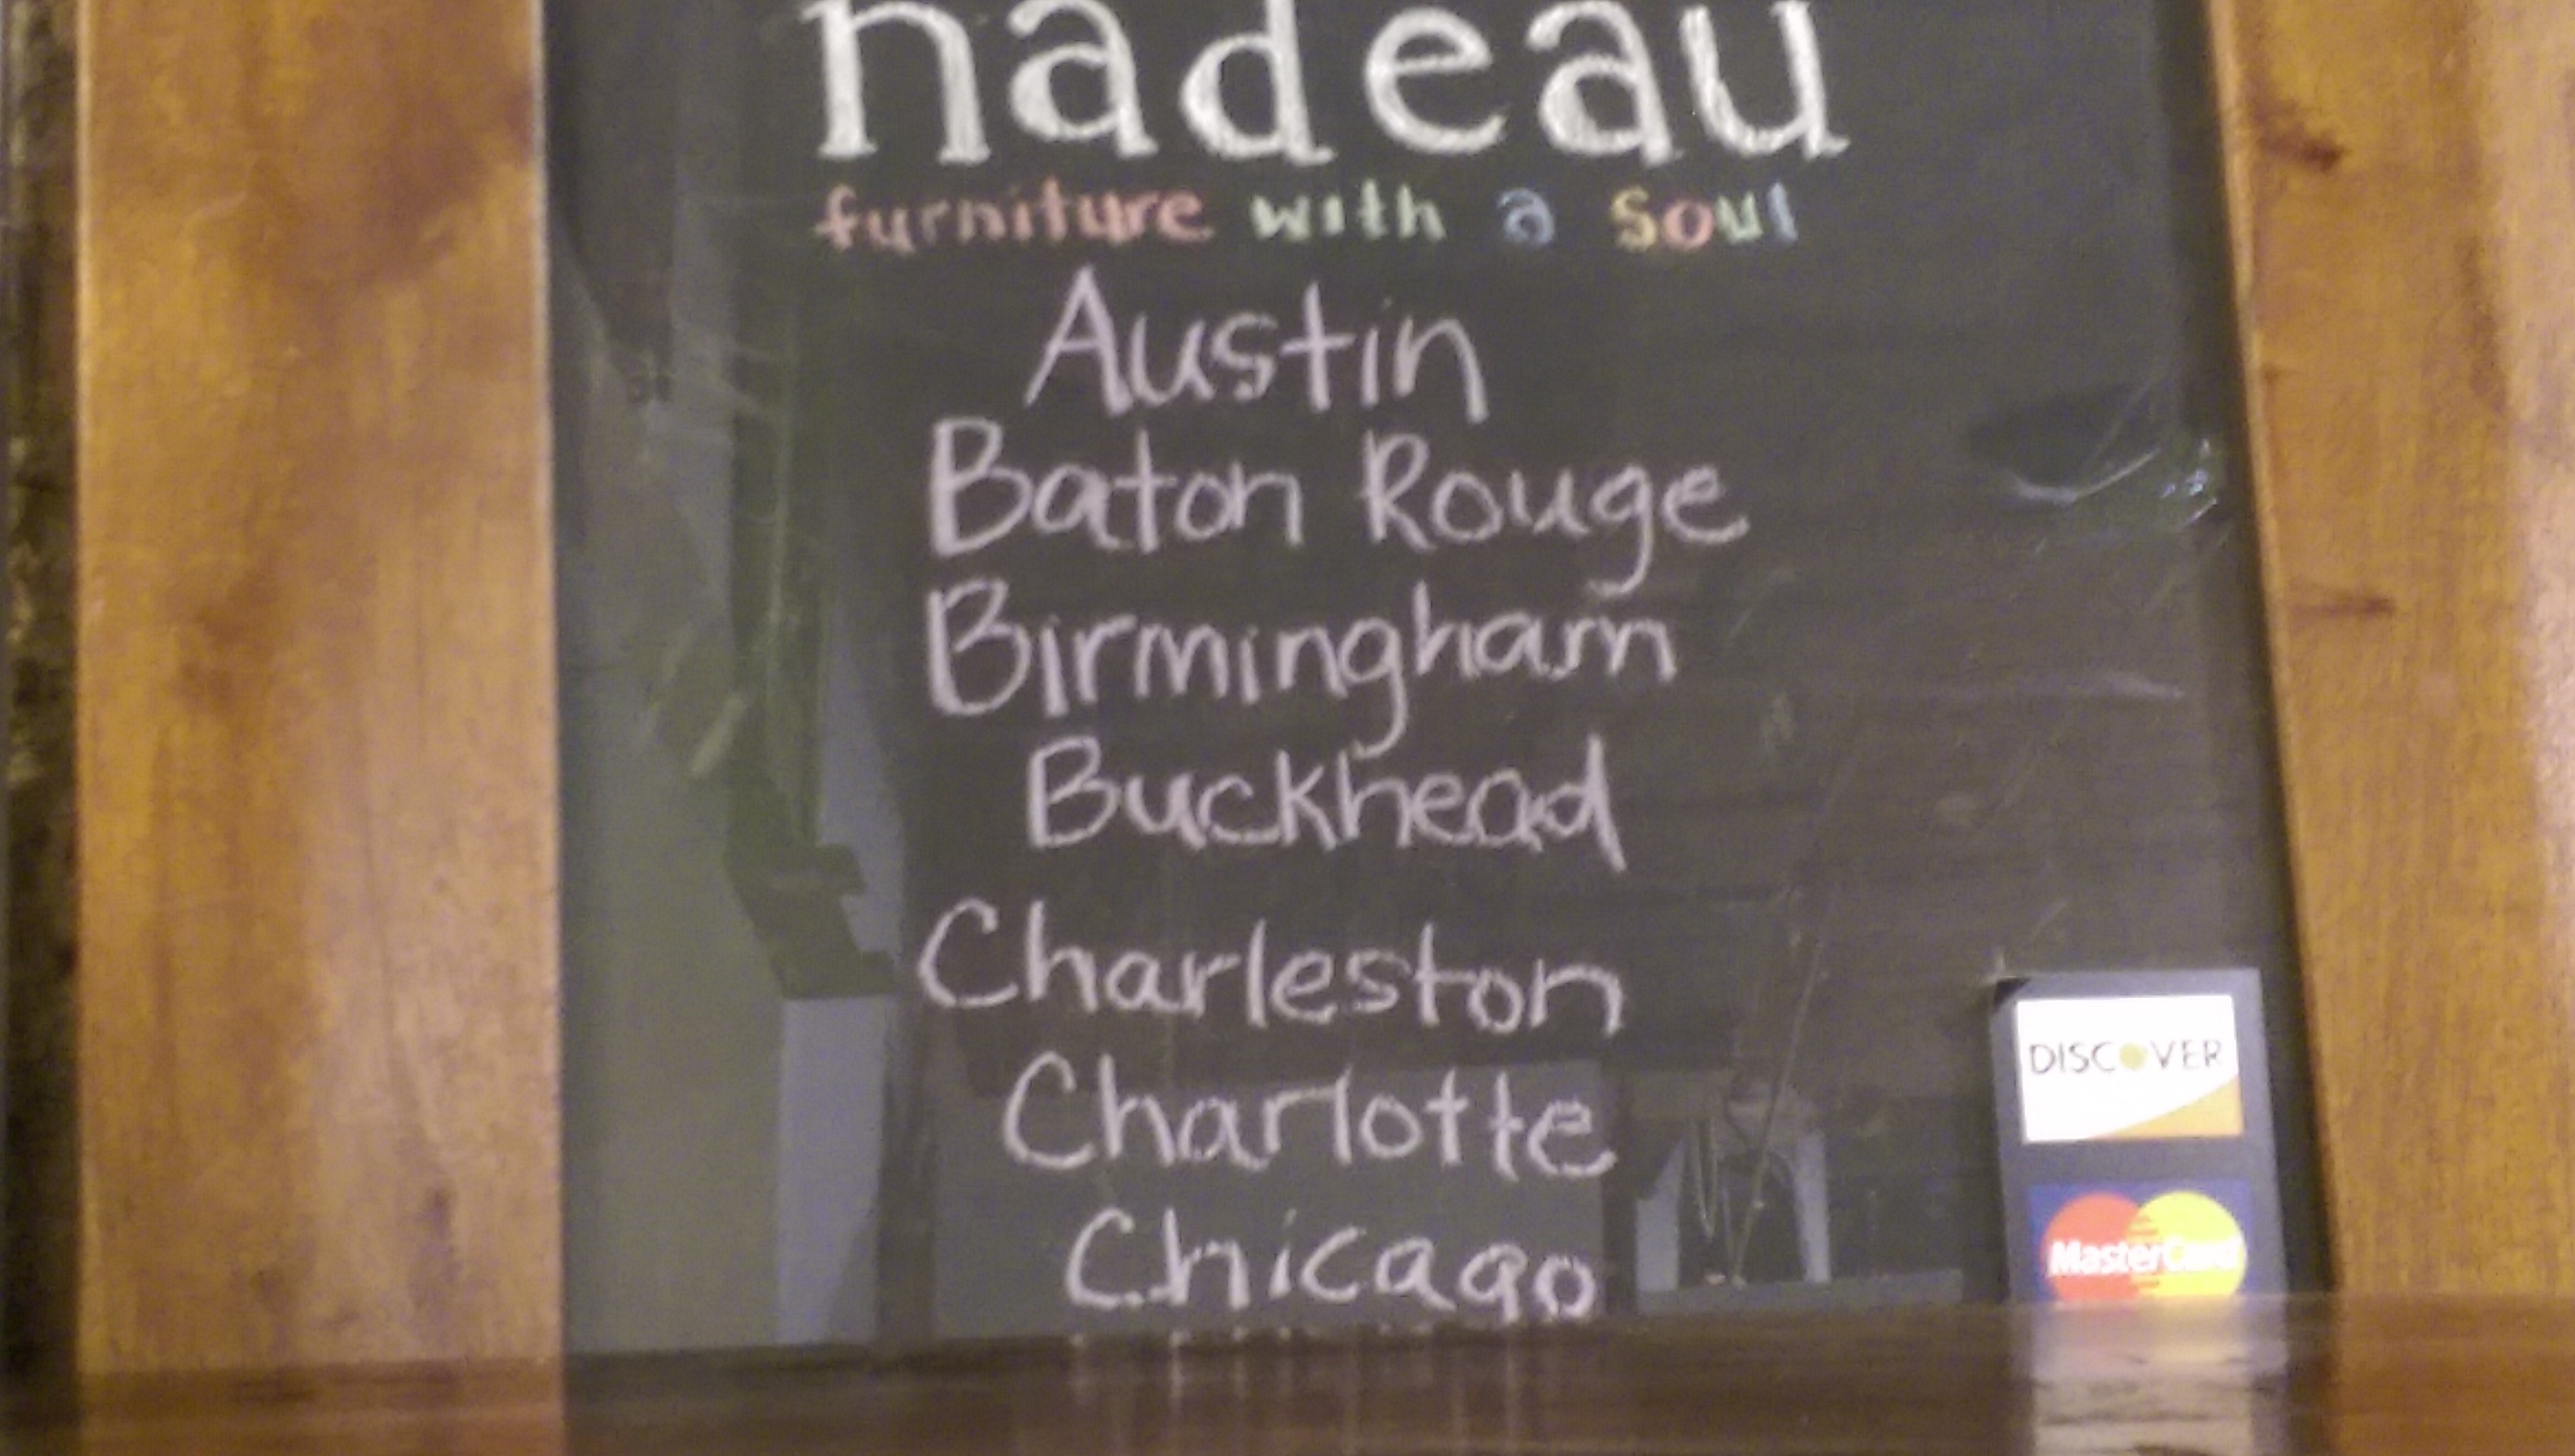 nadeau
furniture with a soul
Austin
Baton Rouge
Birmingham
Buckhead
Charleston
Charlotte
Chicago
DISCOVER
MasterCard